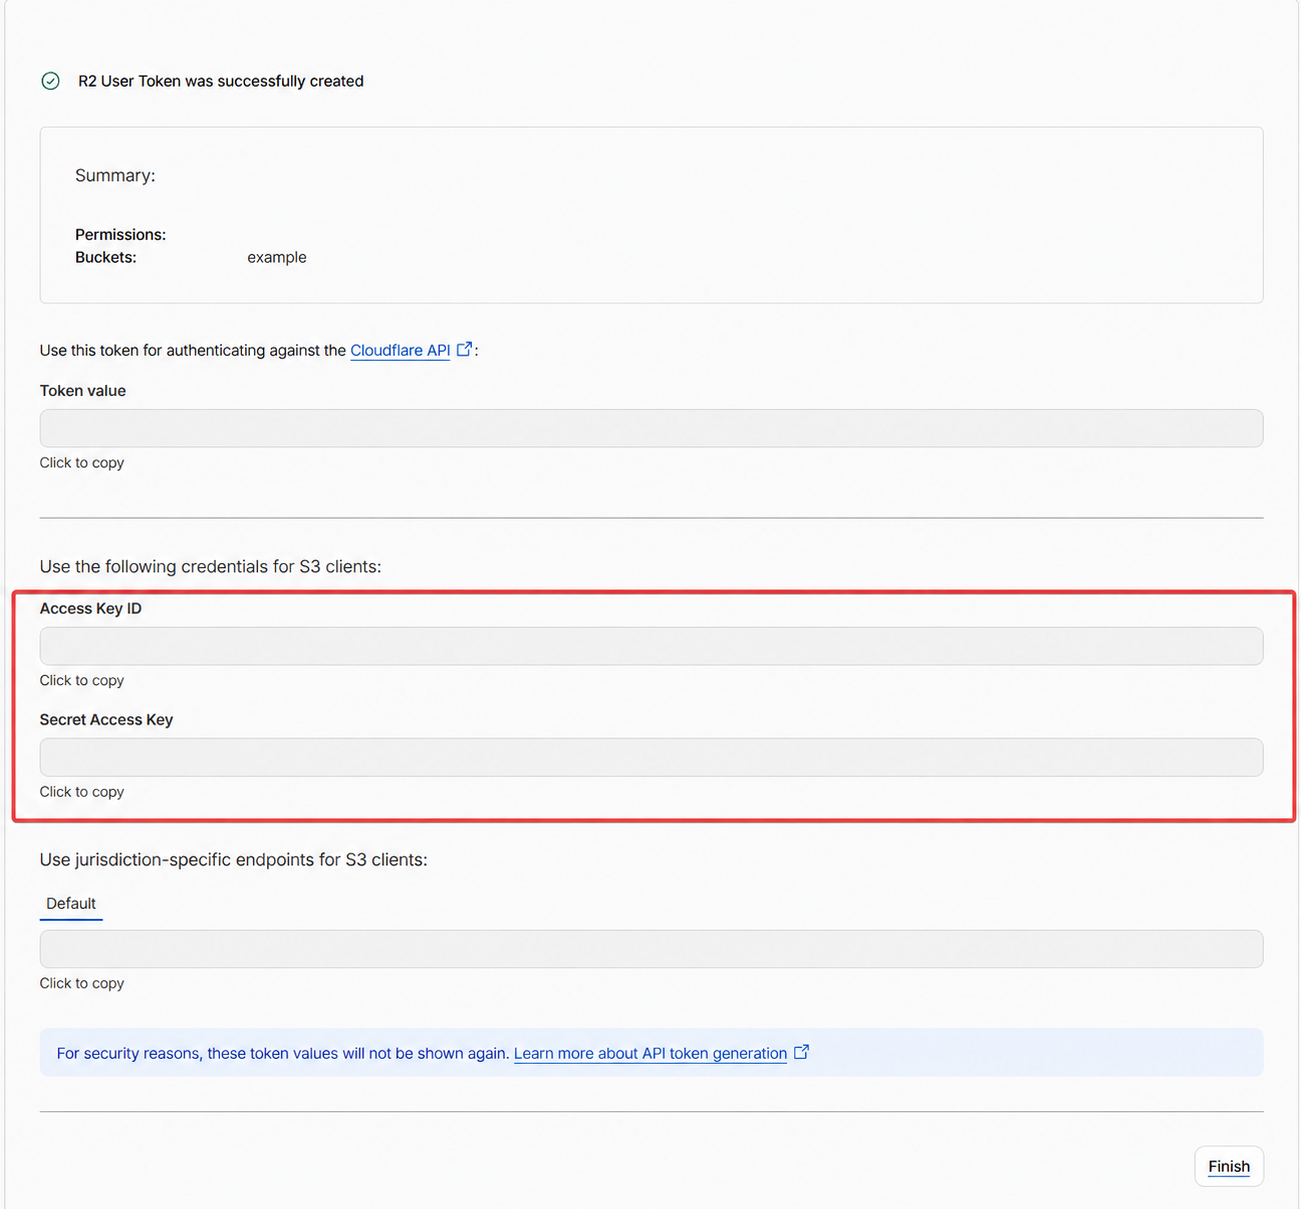 R2 User Token was successfully created
Summary:
Permissions:
Buckets: example
Use this token for authenticating against the Cloudflare API :
Token value
Click to copy
Use the following credentials for S3 clients:
Access Key ID
Click to copy
Secret Access Key
Click to copy
Use jurisdiction-specific endpoints for S3 clients:
Default
Click to copy
For security reasons, these token values will not be shown again. Learn more about API token generation
Finish